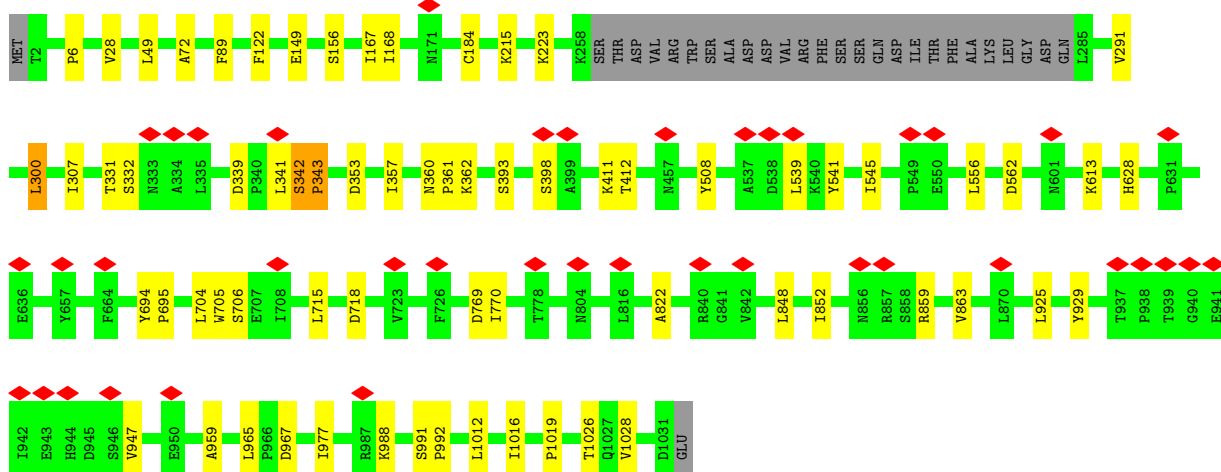 MET T2 P6 V28 L49 A72 F89 F122 E149 S156 I167 I168 N171 C184 K215 K223 K258 SER THR ASP VAL ARG TRP SER ALA ASP ASP VAL ARG PHE SER SER GLN ASP ILE THR PHE ALA LYS LEU GLY ASP GLN L285 V291
L300 I307 T331 S332 N333 A334 L335 D339 P340 L341 S342 P343 D353 I357 N360 P361 K362 S393 S398 A399 K411 T412 N457 Y508 A537 D538 L539 K540 Y541 I545 P549 E550 L556 D562 N601 K613 H628 P631
E636 Y657 F664 Y694 P695 L704 W705 S706 E707 I708 L715 D718 V723 F726 D769 I770 T778 N804 L816 A822 R840 G841 V842 L848 I852 N856 R857 S858 R859 V863 L870 L925 Y929 T937 P938 T939 G940 E941
I942 E943 H944 D945 S946 V947 E950 A959 L965 P966 D967 I977 R987 K988 S991 P992 L1012 I1016 P1019 T1026 Q1027 V1028 D1031 GLU